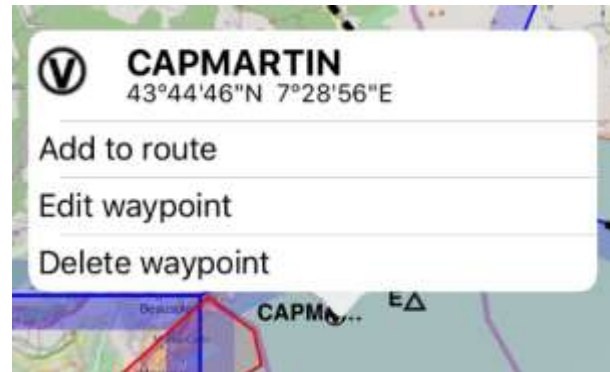 V
CAPMARTIN
43°44'46"N 7°28'56"E
Add to route
Edit waypoint
Delete waypoint
E